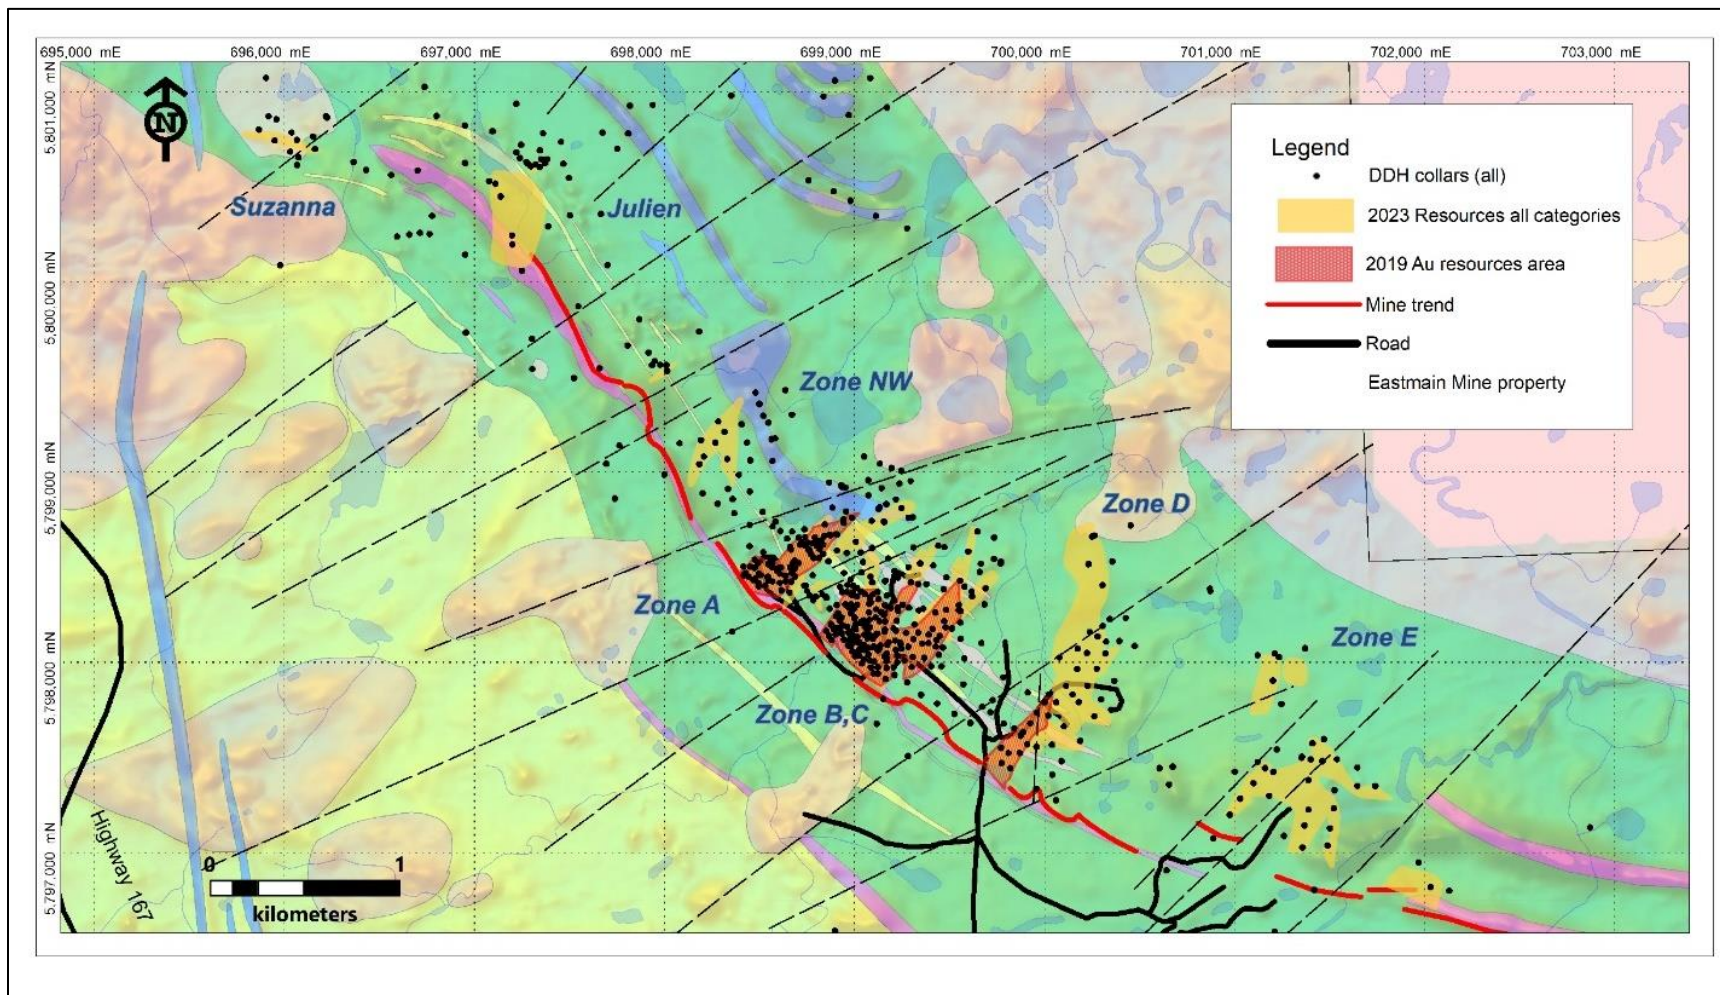 695,000 mE
696,000 mE
697,000 mE
698,000 mE
699,000 mE
700,000 mE
701,000 mE
702,000 mE
703,000 mE
5,801,000 mN
5,800,000 mN
5,799,000 mN
5,798,000 mN
5,797,000 mN
N
Legend
DDH collars (all)
2023 Resources all categories
2019 Au resources area
Mine trend
Road
Eastmain Mine property
Suzanna
Julien
Zone NW
Zone D
Zone A
Zone E
Zone B,C
Highway 167
0 1
kilometers